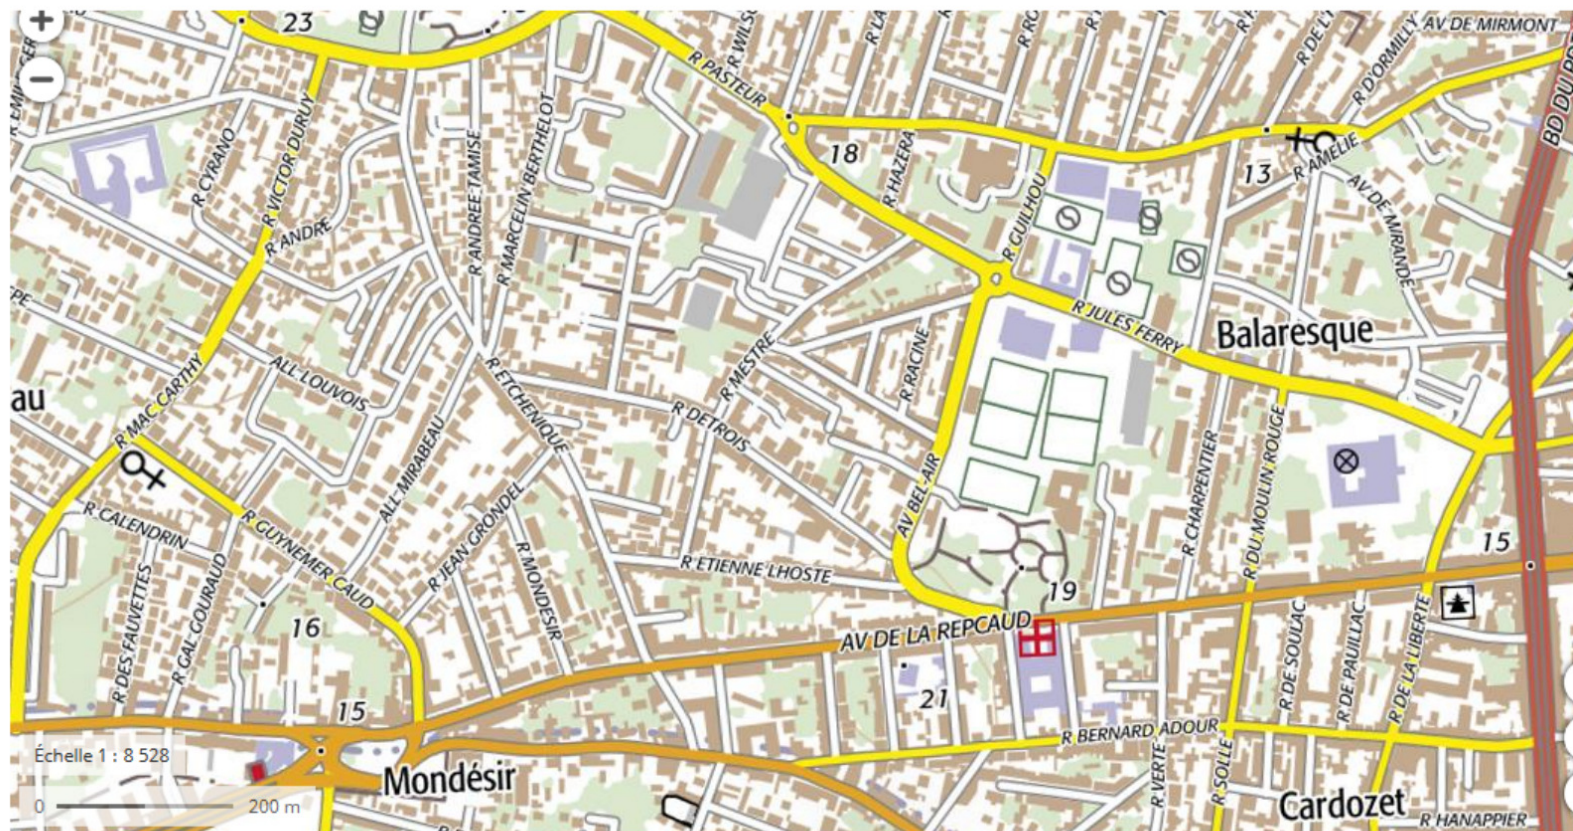 23
R WILS
R LA
AV DE MIRMONT
R D'ORMILLY
R PASTEUR
BD DU PR
R VICTOR DURUY
R CYRANO
R ANDREE TAMISE
R MARCELIN BERTHELOT
18
R HAZERA
13
R AMELIE
AV DE MIRANDE
R GUILHOU
R ANDRE
R JULES FERRY
Balaresque
R MESTRE
R RACINE
ALL LOUVOIS
R MAC CARTHY
au
R ETCHENIQUE
R DETROIS
ALL MIRABEAU
AV BEL-AIR
R CHARPENTIER
R DU MOULIN ROUGE
R CALENDRIN
R GUYNEMER CAUD
R JEAN GRONDEL
R MONDESIR
R ETIENNE LHOSTE
15
19
R DES FAUVETTES
R GAL GOURAUD
16
AV DE LA REPCAUD
R DE SOULAC
R DE PAUILLAC
R DE LA LIBERTE
21
15
R BERNARD ADOUR
Échelle 1 : 8 528
Mondésir
R VERTE
R SOLLE
0 200 m
Cardozet
R HANAPPIER